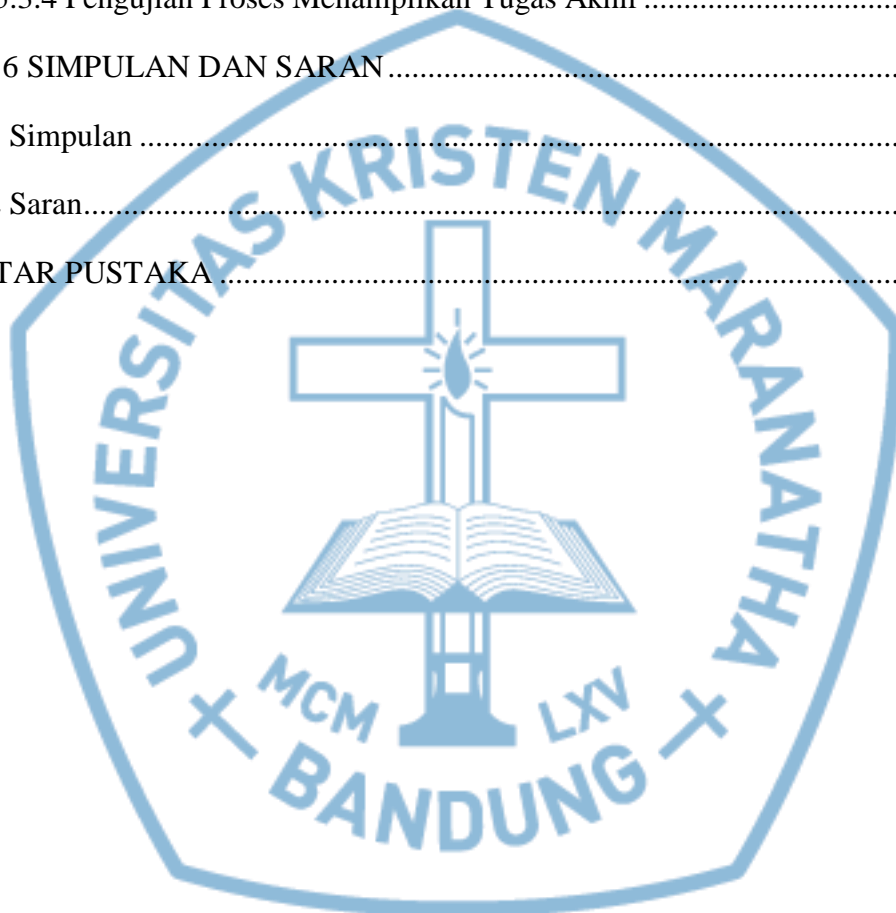 5.3.4 Pengujian Proses Menampilkan Tugas Akhir ................................
6 SIMPULAN DAN SARAN ................................................................
Simpulan ................................................................................................
Saran........................................................................................................
TAR PUSTAKA ......................................................................................
UNIVERSITAS KRISTEN MARANATHA
MCM LXV
BANDUNG